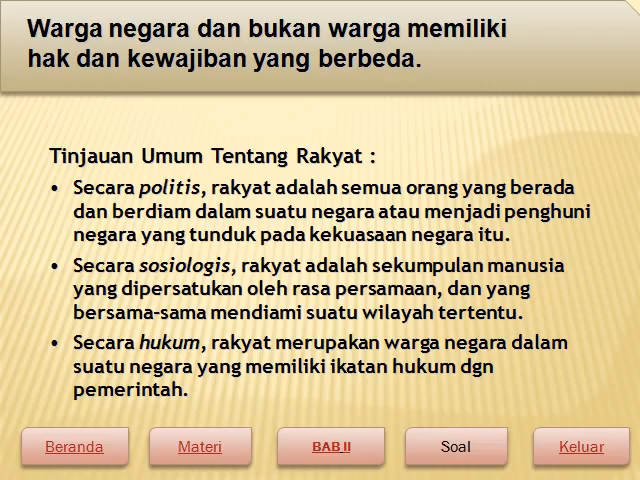 Warga negara dan bukan warga memiliki
hak dan kewajiban yang berbeda.
Tinjauan Umum Tentang Rakyat :
• Secara politis, rakyat adalah semua orang yang berada
dan berdiam dalam suatu negara atau menjadi penghuni
negara yang tunduk pada kekuasaan negara itu.
• Secara sosiologis, rakyat adalah sekumpulan manusia
yang dipersatukan oleh rasa persamaan, dan yang
bersama-sama mendiami suatu wilayah tertentu.
• Secara hukum, rakyat merupakan warga negara dalam
suatu negara yang memiliki ikatan hukum dgn
pemerintah.
Beranda Materi BAB II Soal Keluar